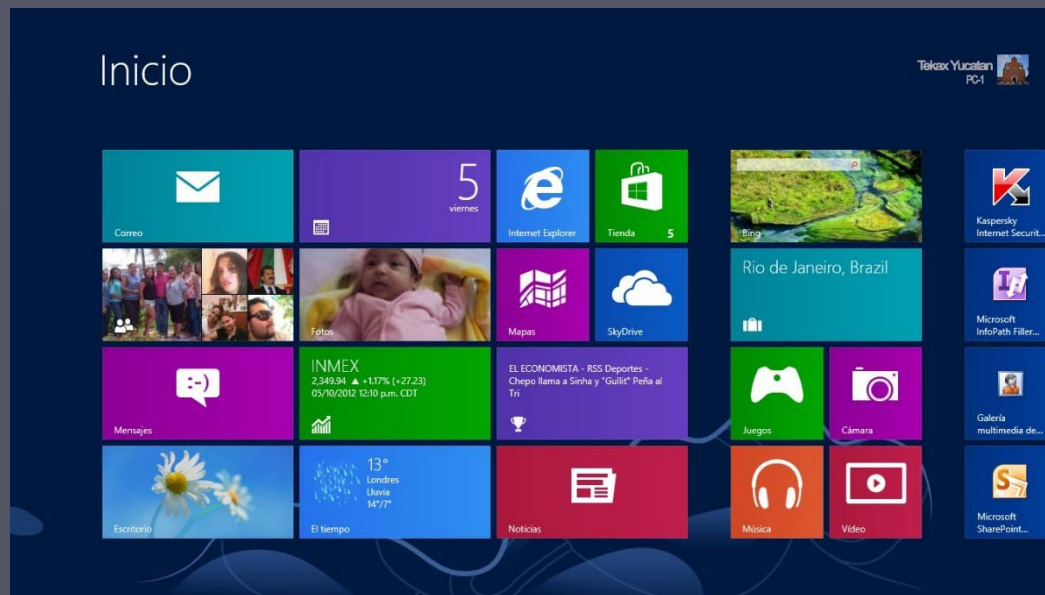 Inicio
Tekax Yucatan
PC-1
Correo
5
viernes
Internet Explorer
Tienda
5
Bing
Kaspersky
Internet Securit...
Fotos
Mapas
SkyDrive
Rio de Janeiro, Brazil
Microsoft
InfoPath Filler...
Mensajes
INMEX
2,349.94 ▲ +1.17% (+27.23)
05/10/2012 12:10 p.m. CDT
EL ECONOMISTA - RSS Deportes -
Chepo llama a Sinha y "Gullit" Peña al
Tri
Juegos
Cámara
Galería
multimedia de...
Escritorio
13°
Londres
Lluvia
14°/7°
El tiempo
Noticias
Música
Vídeo
Microsoft
SharePoint...